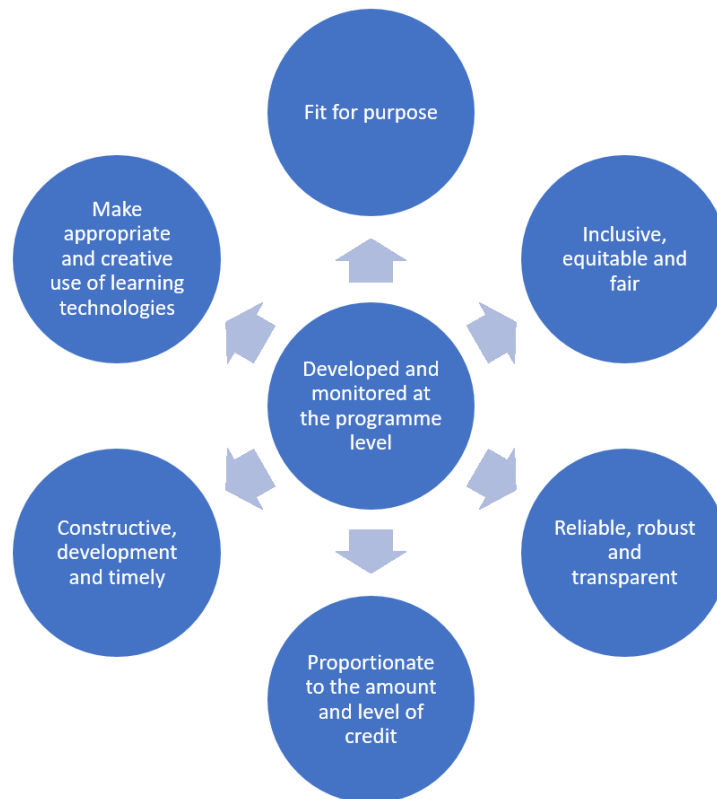 Fit for purpose
Make
appropriate
and creative
use of learning
technologies
Inclusive,
equitable and
fair
Developed and
monitored at
the programme
level
Constructive,
development
and timely
Reliable, robust
and
transparent
Proportionate
to the amount
and level of
credit